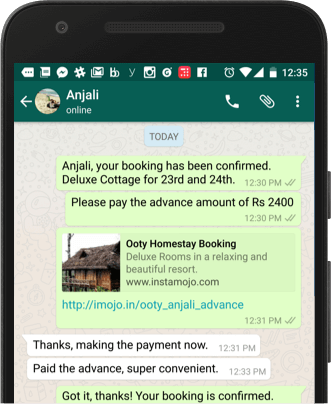 12:35
Anjali
online
TODAY
Anjali, your booking has been confirmed.
Deluxe Cottage for 23rd and 24th. 12:30 PM
Please pay the advance amount of Rs 2400
12:30 PM
Ooty Homestay Booking
Deluxe Rooms in a relaxing and
beautiful resort.
www.instamojo.com
http://imojo.in/ooty_anjali_advance
12:31 PM
Thanks, making the payment now. 12:31 PM
Paid the advance, super convenient. 12:33 PM
Got it, thanks! Your booking is confirmed.